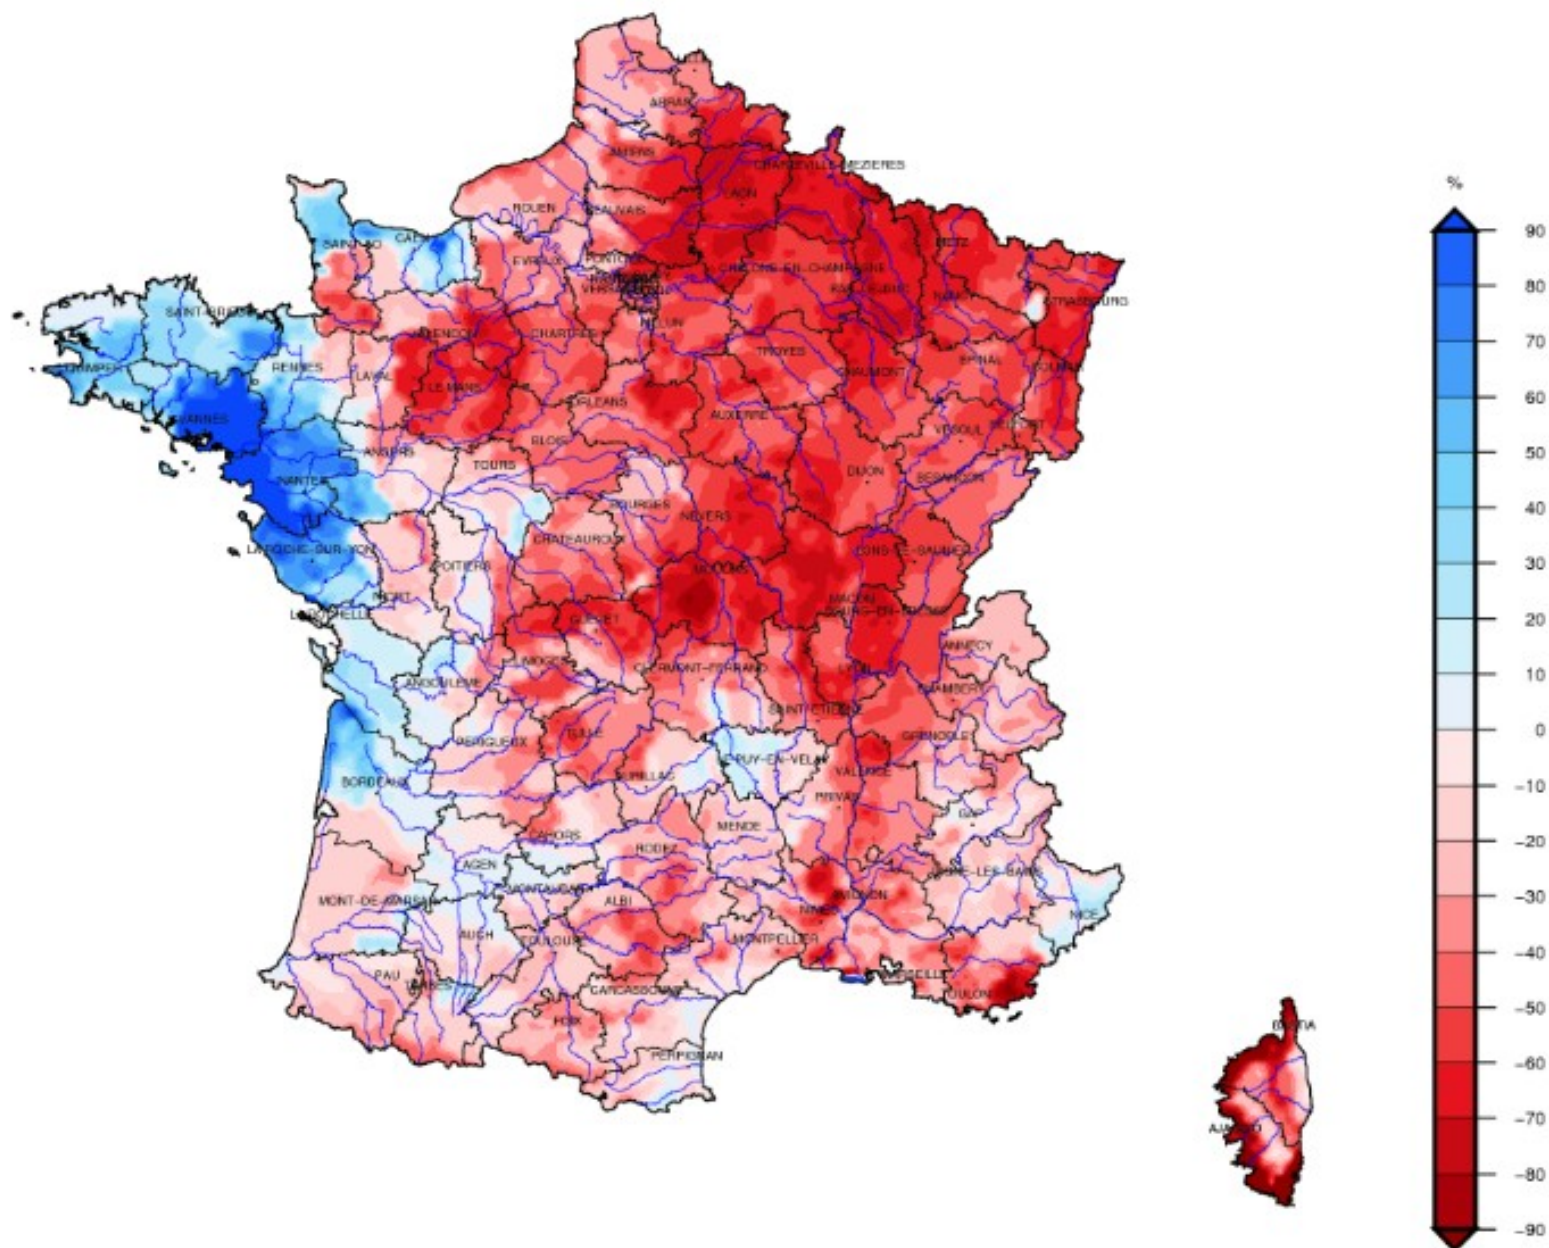 ARRAS
AMIENS
CHARLEVILLE-MEZIERES
LAON
ROUEN
BEAUVAIS
%
90
METZ
SAINT-LO
CAEN
EVREUX
PONTOISE
CHALONS-EN-CHAMPAGNE
80
BAR-LE-DUC
NANCY
STRASBOURG
SAINT-BRIEUC
MELUN
ALENCON
CHARTRES
70
TROYES
EPINAL
QUIMPER
RENNES
LAVAL
CHAUMONT
COLMAR
LE MANS
60
ORLEANS
AUXERRE
VANNES
VESOUL
BELFORT
BLOIS
ANGERS
50
TOURS
DIJON
BESANCON
NANTES
BOURGES
40
NEVERS
CHATEAUROUX
LA ROCHE-SUR-YON
LONS-LE-SAUNIER
POITIERS
MOULINS
30
NIORT
MACON
BOURG-EN-BRESSE
LA ROCHELLE
GUERET
20
ANNECY
LIMOGES
CLERMONT-FERRAND
LYON
ANGOULEME
CHAMBERY
10
SAINT-ETIENNE
TULLE
GRENOBLE
0
PERIGUEUX
LE PUY-EN-VELAY
VALENCE
AURILLAC
BORDEAUX
-10
PRIVAS
GAP
MENDE
CAHORS
-20
RODEZ
AGEN
DIGNE-LES-BAINS
MONTAUBAN
-30
AVIGNON
MONT-DE-MARSAN
ALBI
NIMES
NICE
AUCH
TOULOUSE
MONTPELLIER
-40
PAU
TARBES
MARSEILLE
CARCASSONNE
TOULON
-50
FOIX
BASTIA
PERPIGNAN
-60
-70
AJACCIO
-80
-90